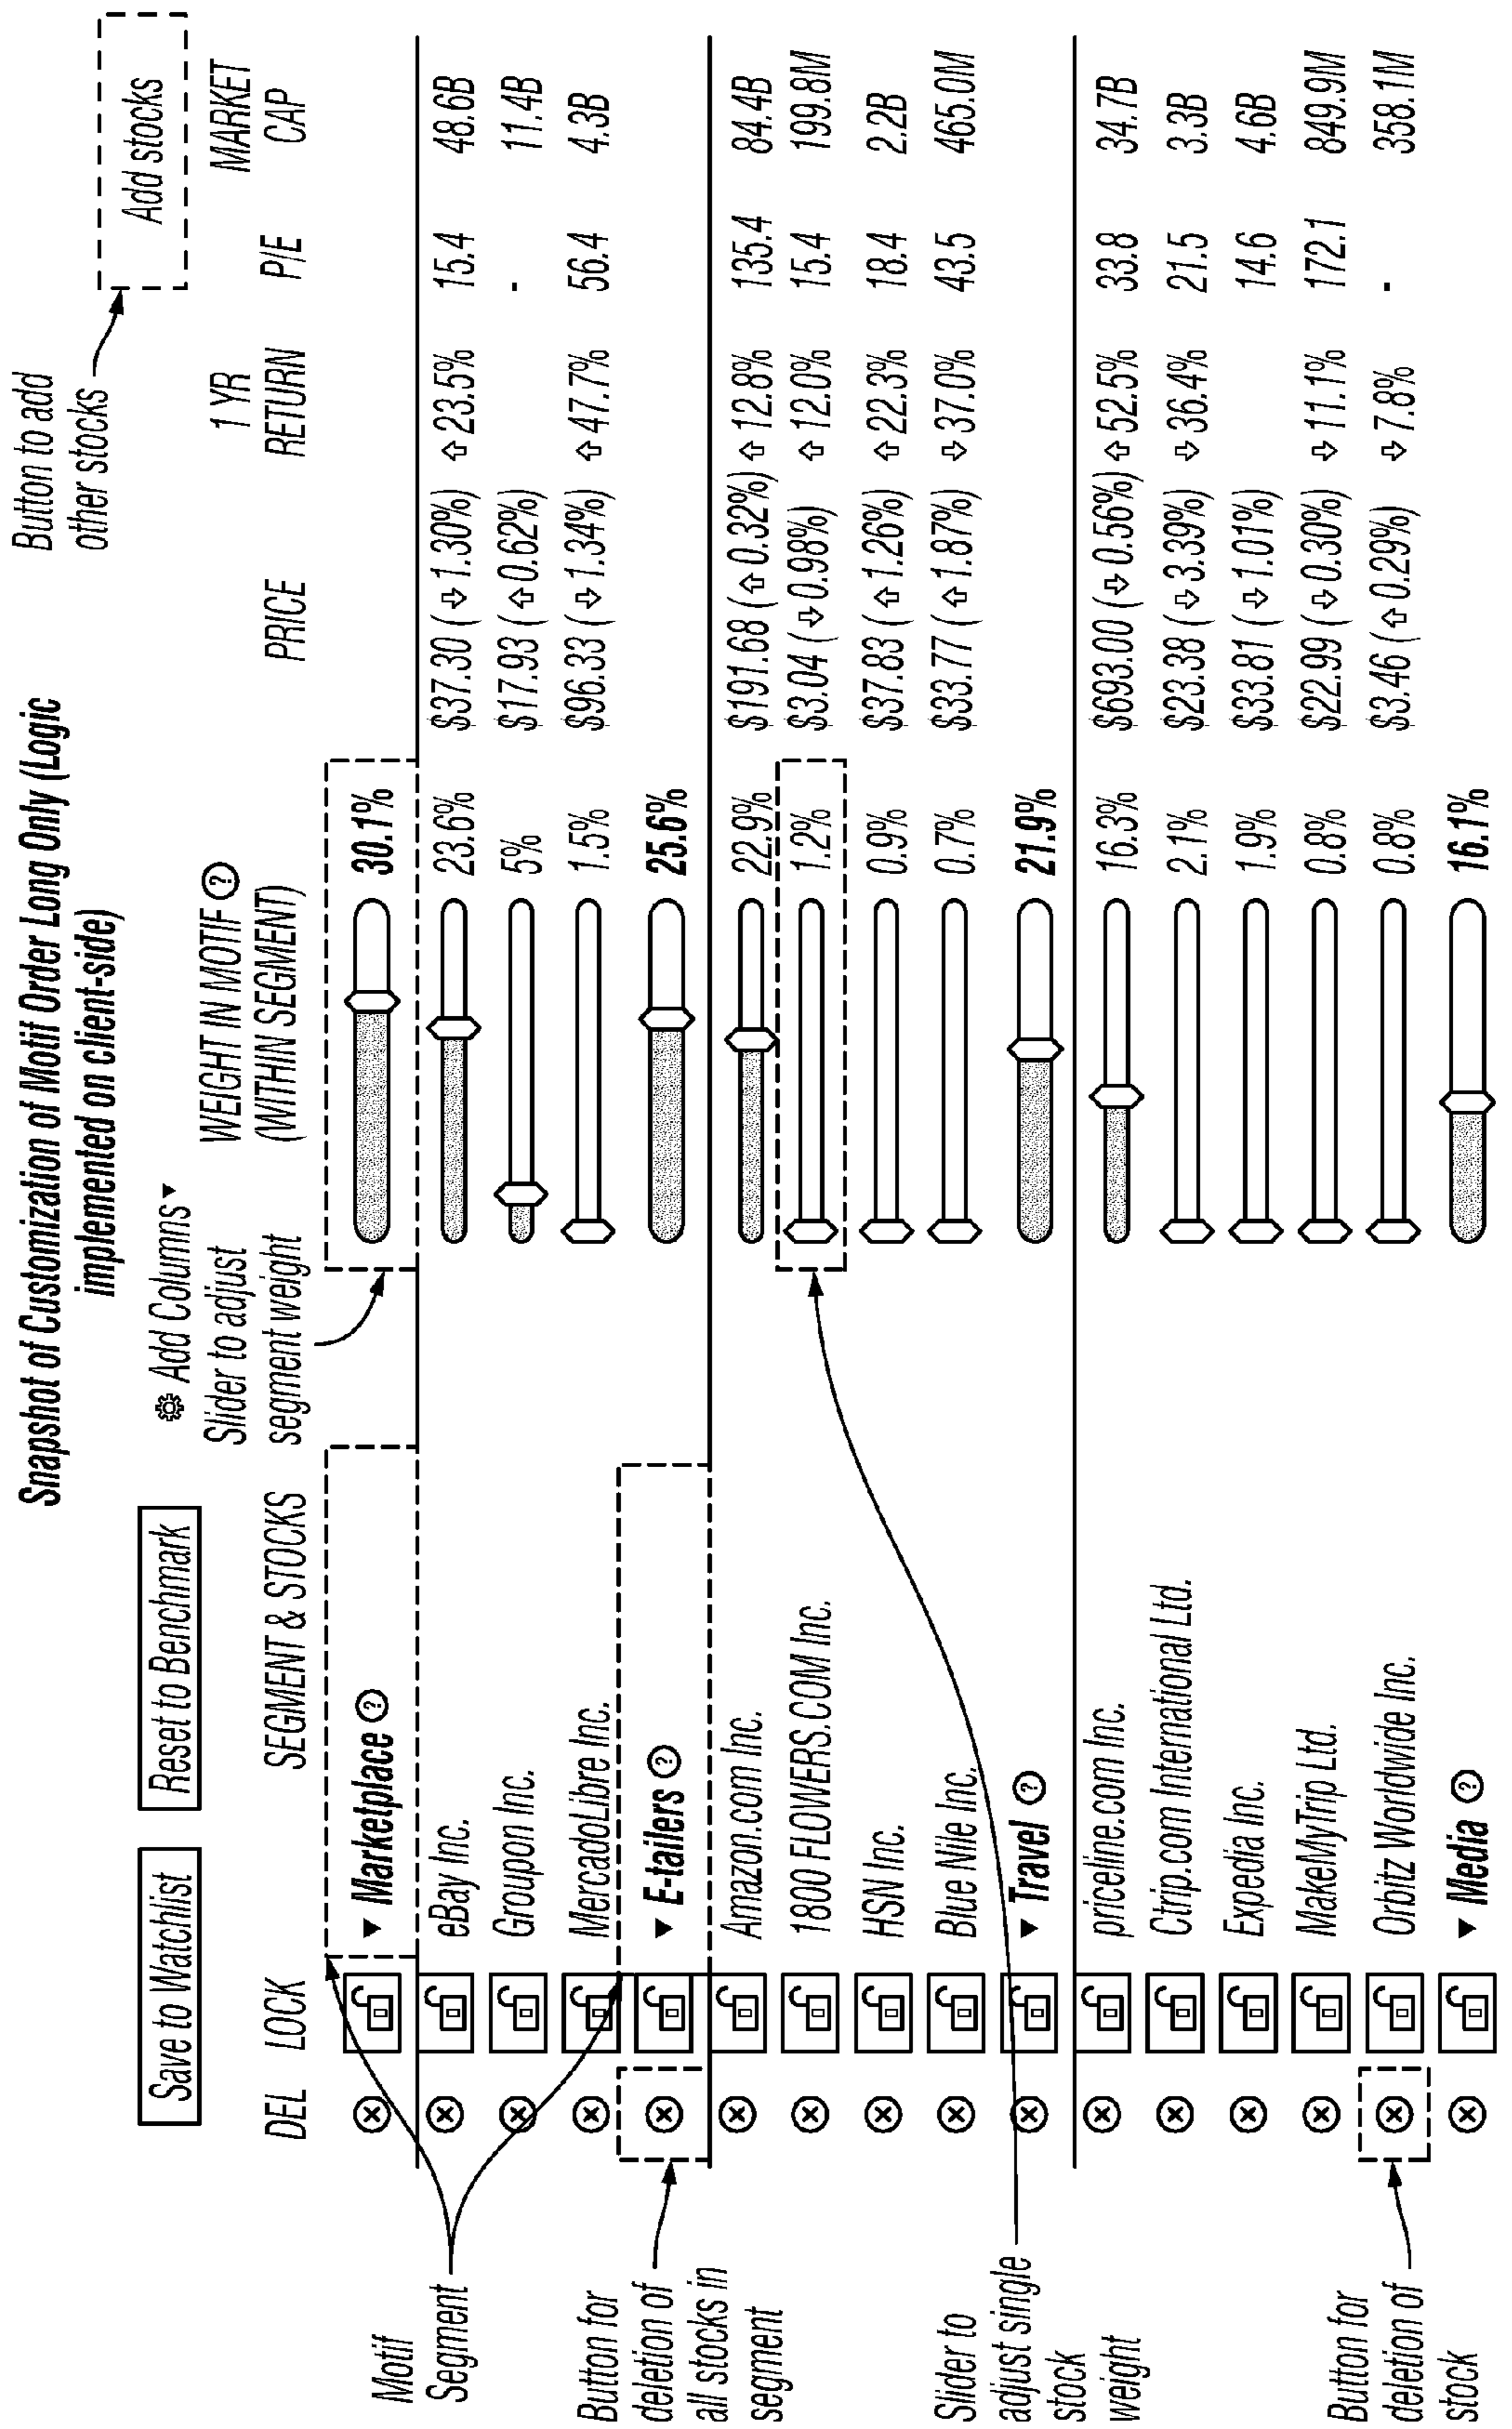 Snapshot of Customization of Motif Order Long Only (Logic
implemented on client-side)
Button to add
other stocks
Add stocks
Save to Watchlist
Reset to Benchmark
Add Columns
Slider to adjust
segment weight
DEL LOCK SEGMENT & STOCKS WEIGHT IN MOTIF ? (WITHIN SEGMENT) PRICE 1 YR RETURN P/E MARKET CAP
Marketplace ? 30.1%
eBay Inc. 23.6% $37.30 (⇩ 1.30%) ⇧ 23.5% 15.4 48.6B
Groupon Inc. 5% $17.93 (⇧ 0.62%) - 11.4B
MercadoLibre Inc. 1.5% $96.33 (⇩ 1.34%) ⇧ 47.7% 56.4 4.3B
E-tailers ? 25.6%
Amazon.com Inc. 22.9% $191.68 (⇧ 0.32%) ⇧ 12.8% 135.4 84.4B
1800 FLOWERS.COM Inc. 1.2% $3.04 (⇩ 0.98%) ⇧ 12.0% 15.4 199.8M
HSN Inc. 0.9% $37.83 (⇧ 1.26%) ⇧ 22.3% 18.4 2.2B
Blue Nile Inc. 0.7% $33.77 (⇧ 1.87%) ⇩ 37.0% 43.5 465.0M
Travel ? 21.9%
priceline.com Inc. 16.3% $693.00 (⇩ 0.56%) ⇧ 52.5% 33.8 34.7B
Ctrip.com International Ltd. 2.1% $23.38 (⇩ 3.39%) ⇩ 36.4% 21.5 3.3B
Expedia Inc. 1.9% $33.81 (⇩ 1.01%) 14.6 4.6B
MakeMyTrip Ltd. 0.8% $22.99 (⇩ 0.30%) ⇩ 11.1% 172.1 849.9M
Orbitz Worldwide Inc. 0.8% $3.46 (⇧ 0.29%) ⇩ 7.8% - 358.1M
Media ? 16.1%
Motif
Segment
Button for
deletion of
all stocks in
segment
Slider to
adjust single
stock
weight
Button for
deletion of
stock